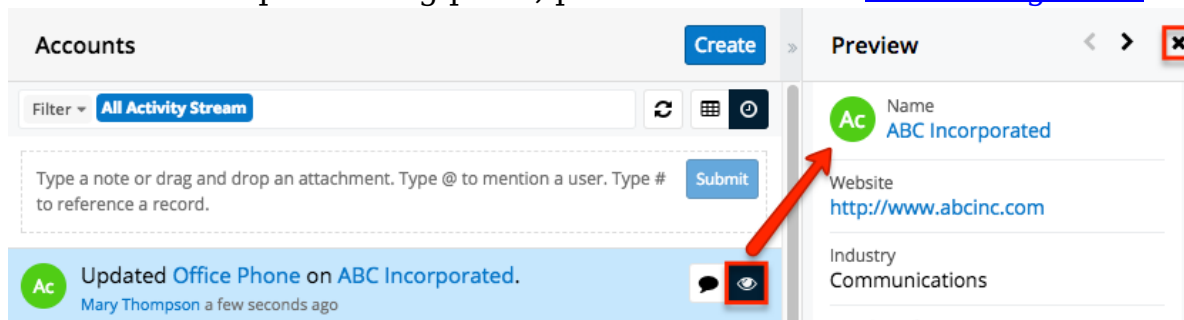 Accounts
Create
»
Preview
Filter
All Activity Stream
Type a note or drag and drop an attachment. Type @ to mention a user. Type #
to reference a record.
Submit
Ac
Updated Office Phone on ABC Incorporated.
Mary Thompson a few seconds ago
Ac
Name
ABC Incorporated
Website
http://www.abcinc.com
Industry
Communications